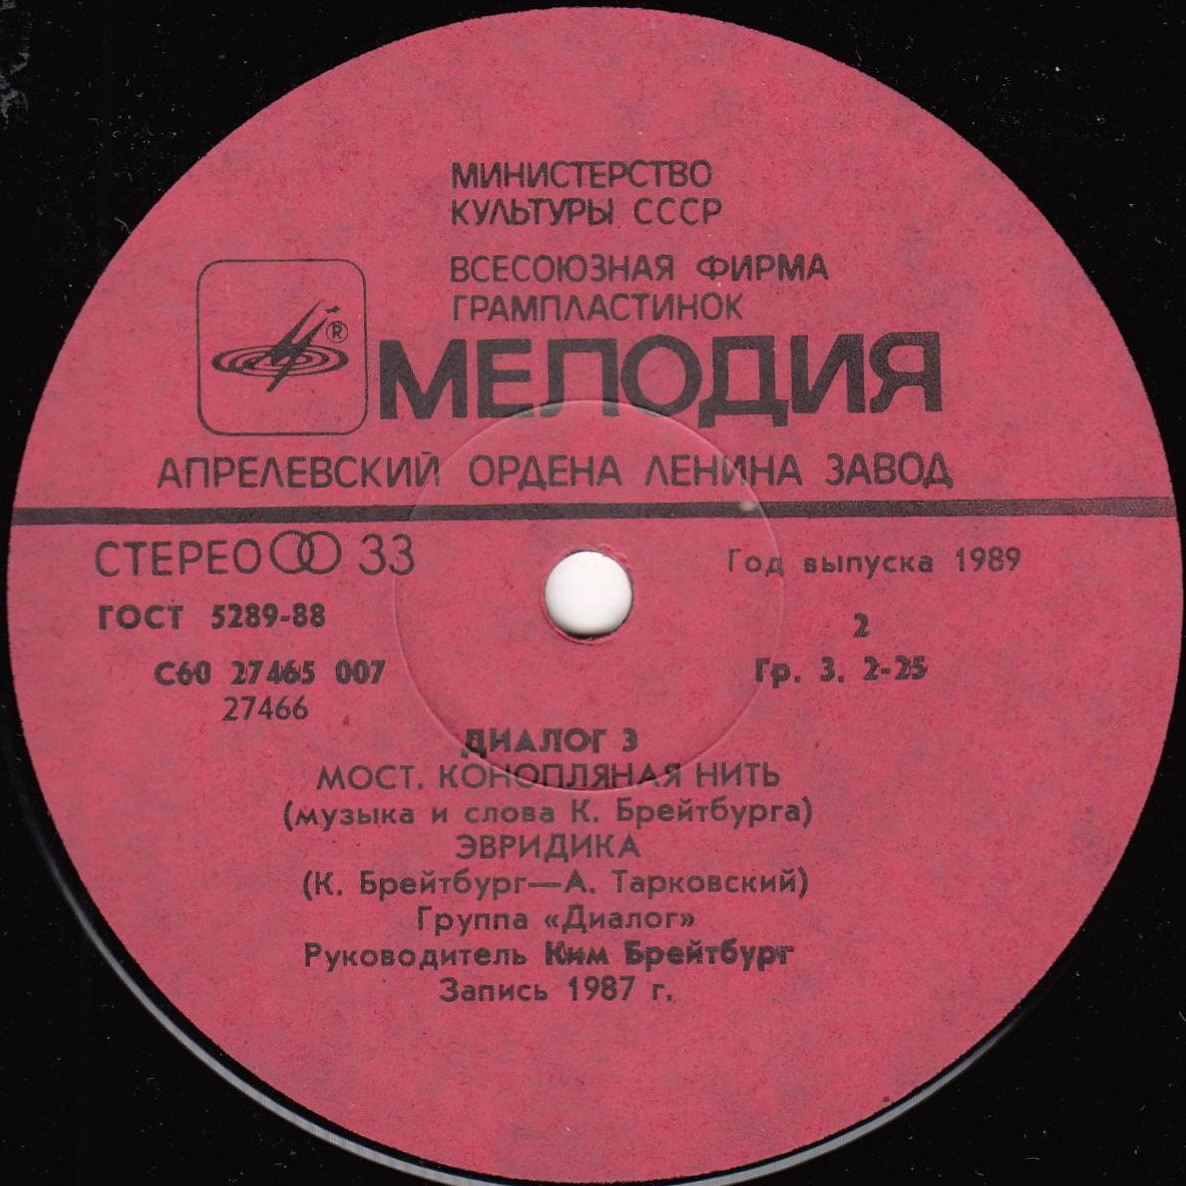 МИНИСТЕРСТВО
КУЛЬТУРЫ СССР
ВСЕСОЮЗНАЯ ФИРМА
ГРАМПЛАСТИНОК
®
МЕЛОДИЯ
АПРЕЛЕВСКИЙ ОРДЕНА ЛЕНИНА ЗАВОД
СТЕРЕО 33
Год выпуска 1989
ГОСТ 5289-88
2
С60 27465 007
Гр. 3. 2-25
27466
ДИАЛОГ 3
МОСТ. КОНОПЛЯНАЯ НИТЬ
(музыка и слова К. Брейтбурга)
ЭВРИДИКА
(К. Брейтбург—А. Тарковский)
Группа «Диалог»
Руководитель Ким Брейтбург
Запись 1987 г.